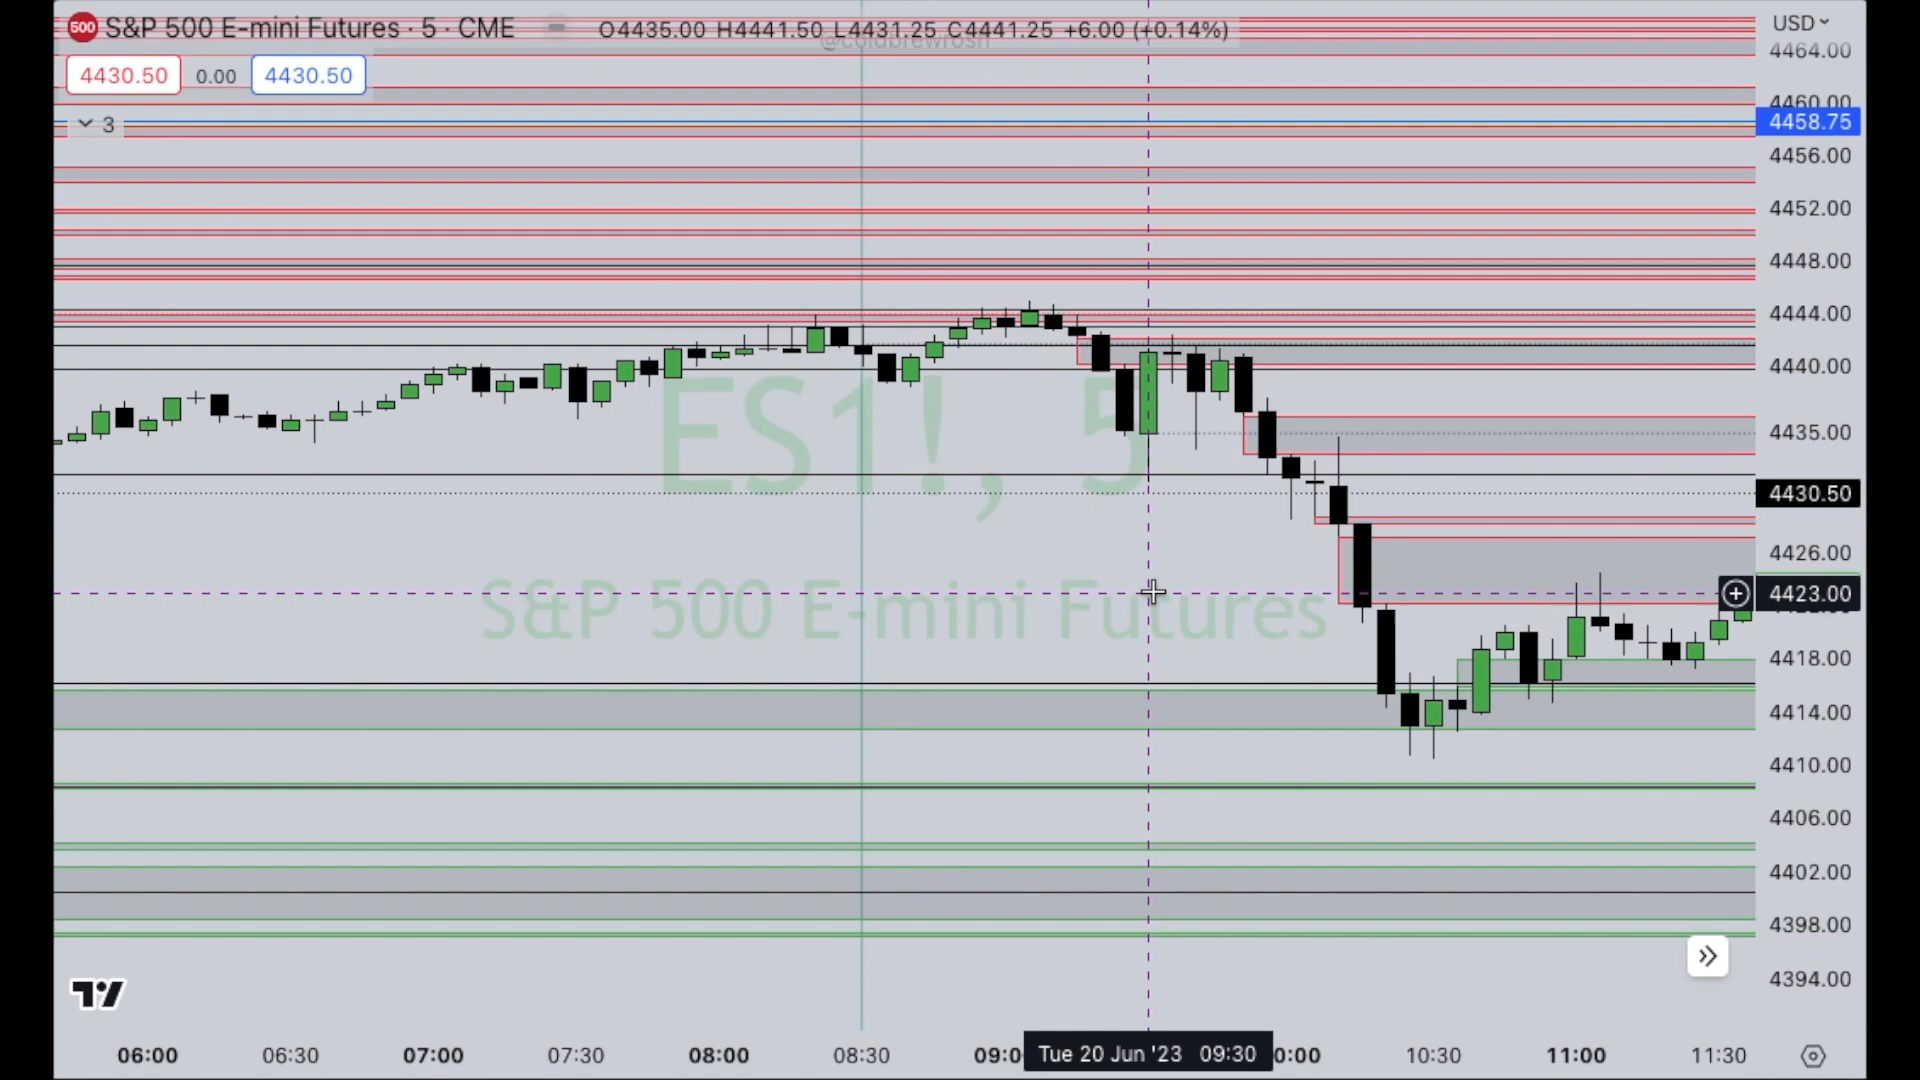 500 S&P 500 E-mini Futures · 5 · CME
O4435.00 H4441.50 L4431.25 C4441.25 +6.00 (+0.14%)
@coldbrewrosh
USD
4430.50 0.00 4430.50
3
4464.00
4460.00
4458.75
4456.00
4452.00
4448.00
4444.00
4440.00
4435.00
4430.50
4426.00
4423.00
4418.00
4414.00
4410.00
4406.00
4402.00
4398.00
4394.00
ES1!, 5
S&P 500 E-mini Futures
06:00 06:30 07:00 07:30 08:00 08:30 09:0 Tue 20 Jun '23 09:30 0:00 10:30 11:00 11:30